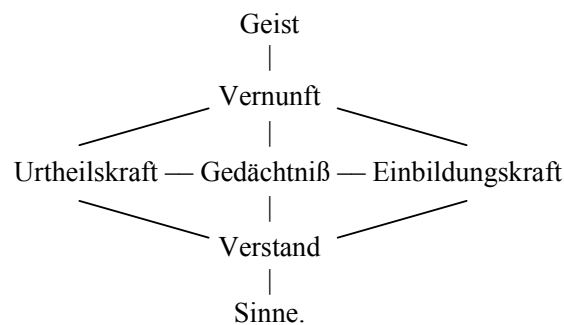 Geist
Vernunft
Urtheilskraft — Gedächtniß — Einbildungskraft
Verstand
Sinne.